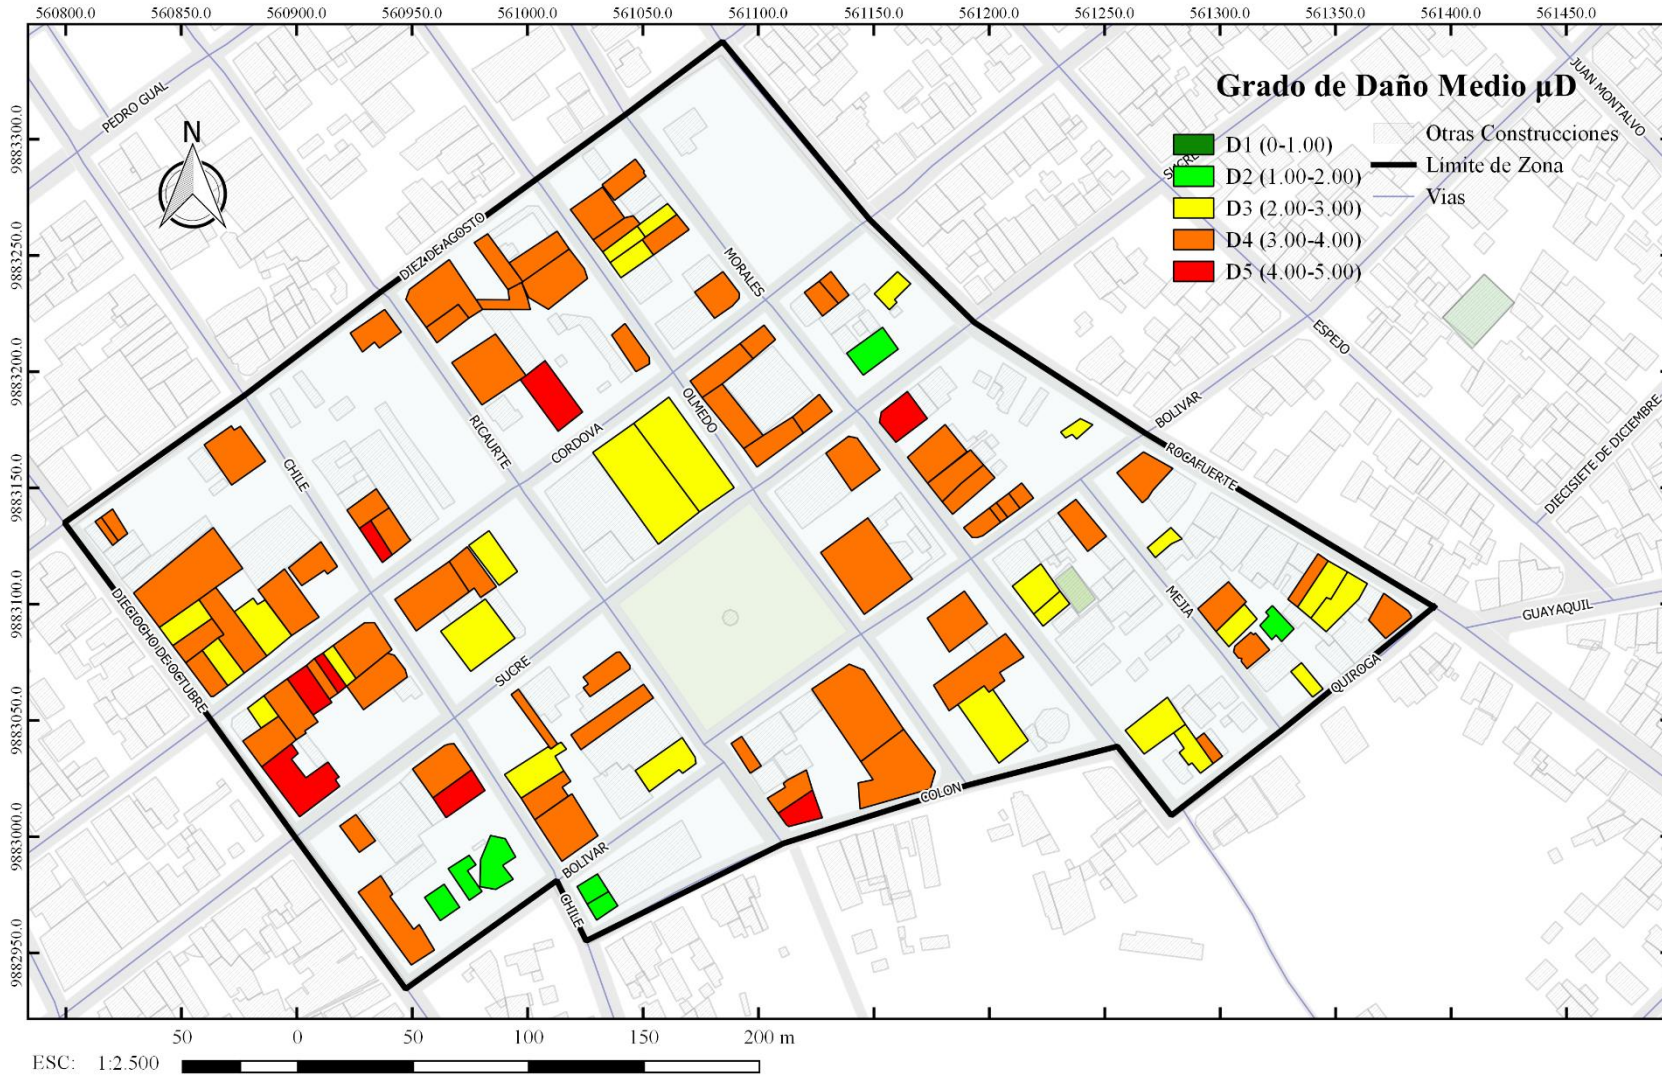 560800.0 560850.0 560900.0 560950.0 561000.0 561050.0 561100.0 561150.0 561200.0 561250.0 561300.0 561350.0 561400.0 561450.0
Grado de Daño Medio µD
D1 (0-1.00)
D2 (1.00-2.00)
D3 (2.00-3.00)
D4 (3.00-4.00)
D5 (4.00-5.00)
Otras Construcciones
Limite de Zona
Vias
N
PEDRO GUAL
JUAN MONTALVO
SUCRE
DIEZ DE AGOSTO
MORALES
ESPEJO
BOLIVAR
ROCAFUERTE
DIECISIETE DE DICIEMBRE
OLMEDO
RICAURTE
CORDOVA
CHILE
DIECIOCHO DE OCTUBRE
MEJIA
GUAYAQUIL
SUCRE
QUIROGA
COLON
BOLIVAR
CHILE
9883300.0
9883250.0
9883200.0
9883150.0
9883100.0
9883050.0
9883000.0
9882950.0
50 0 50 100 150 200 m
ESC: 1:2.500